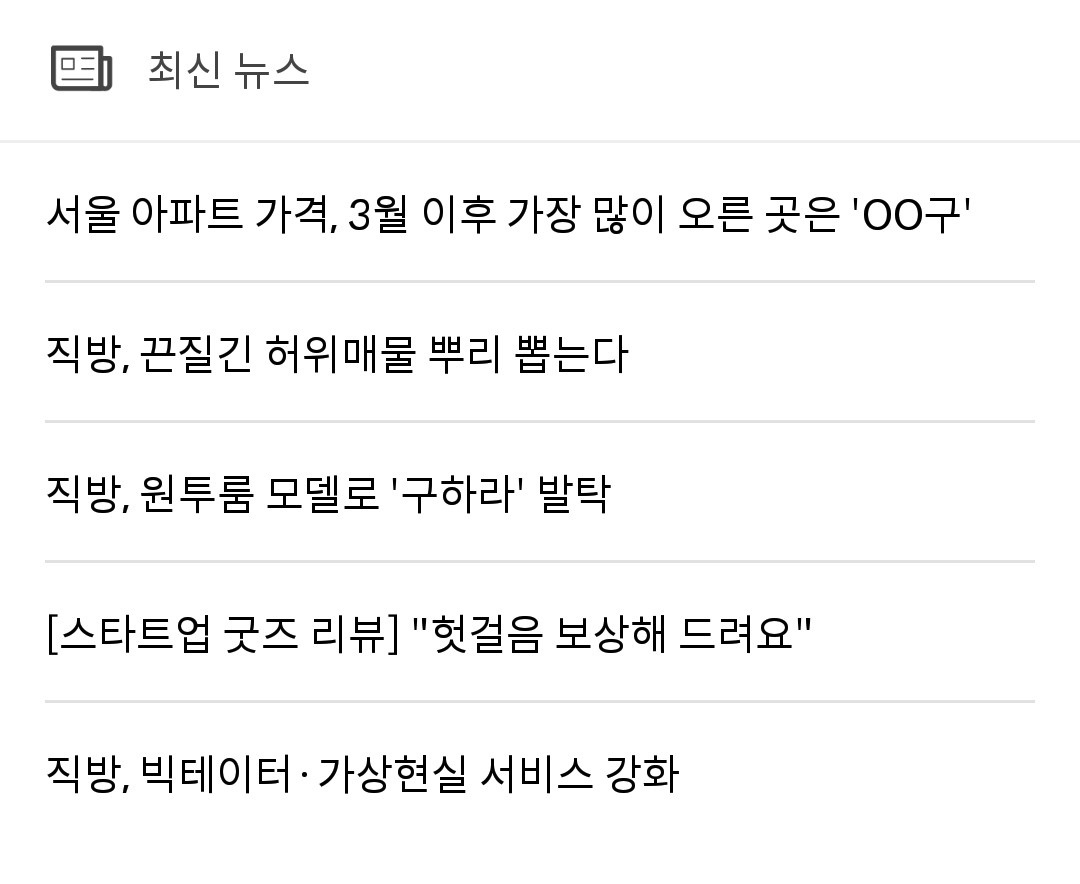 최신 뉴스
서울 아파트 가격, 3월 이후 가장 많이 오른 곳은 'OO구'
직방, 끈질긴 허위매물 뿌리 뽑는다
직방, 원투룸 모델로 '구하라' 발탁
[스타트업 굿즈 리뷰] "헛걸음 보상해 드려요"
직방, 빅테이터·가상현실 서비스 강화